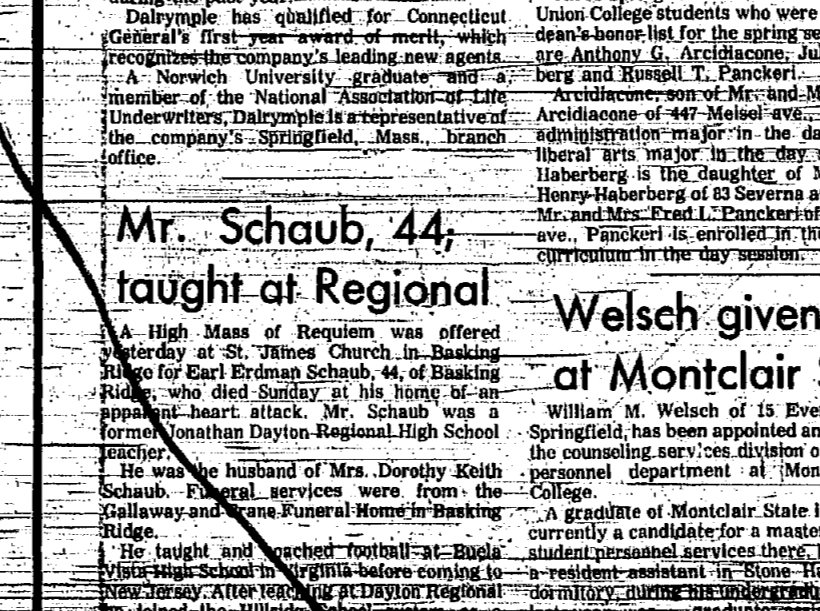 Dalrymple has qualified for Connecticut
General's first year award of merit, which
recognizes the company's leading new agents.
A Norwich University graduate and a
member of the National Association of Life
Underwriters, Dalrymple is a representative of
the company's Springfield, Mass., branch
office.
Mr. Schaub, 44;
taught at Regional
A High Mass of Requiem was offered
yesterday at St. James Church in Basking
Ridge for Earl Erdman Schaub, 44, of Basking
Ridge, who died Sunday at his home of an
apparent heart attack. Mr. Schaub was a
former Jonathan Dayton Regional High School
teacher.
He was the husband of Mrs. Dorothy Keith
Schaub. Funeral services were from the
Gallaway and Crane Funeral Home in Basking
Ridge.
He taught and coached football at Buela
Vista High School in Virginia before coming to
New Jersey. After teaching at Dayton Regional
joined the Hillside School
Union College students who were
dean's honor list for the spring se
are Anthony G. Arcidiacone, Ju
berg and Russell T. Panckeri.
Arcidiacone, son of Mr. and M
Arcidiacone of 447 Meisel ave.,
administration major in the da
liberal arts major in the day
Haberberg is the daughter of M
Henry Haberberg of 83 Severna a
Mr. and Mrs. Fred L. Panckeri of
ave., Panckeri is enrolled in th
curriculum in the day session.
Welsch given
at Montclair S
William M. Welsch of 15 Eve
Springfield, has been appointed an
the counseling services division o
personnel department at Mon
College.
A graduate of Montclair State
currently a candidate for a master
student personnel services there.
a resident assistant in Stone Ha
dormitory, during his undergradu